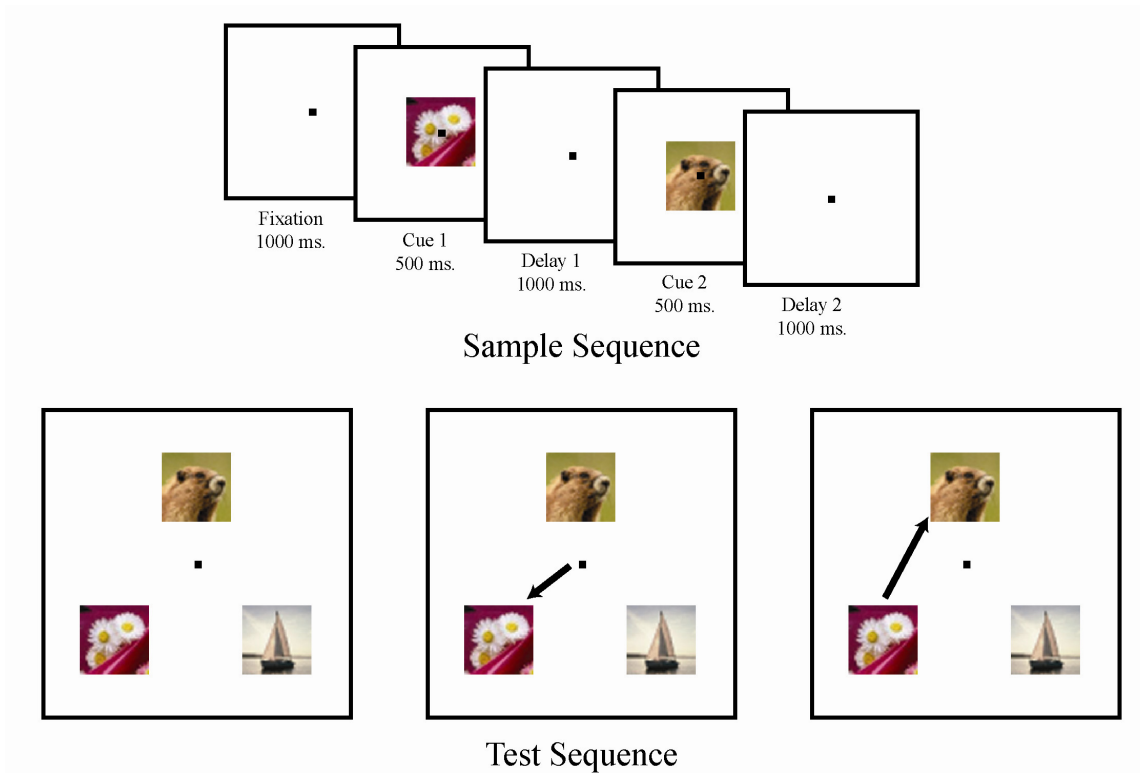 Fixation
1000 ms.
Cue 1
500 ms.
Delay 1
1000 ms.
Cue 2
500 ms.
Delay 2
1000 ms.
Sample Sequence
Test Sequence